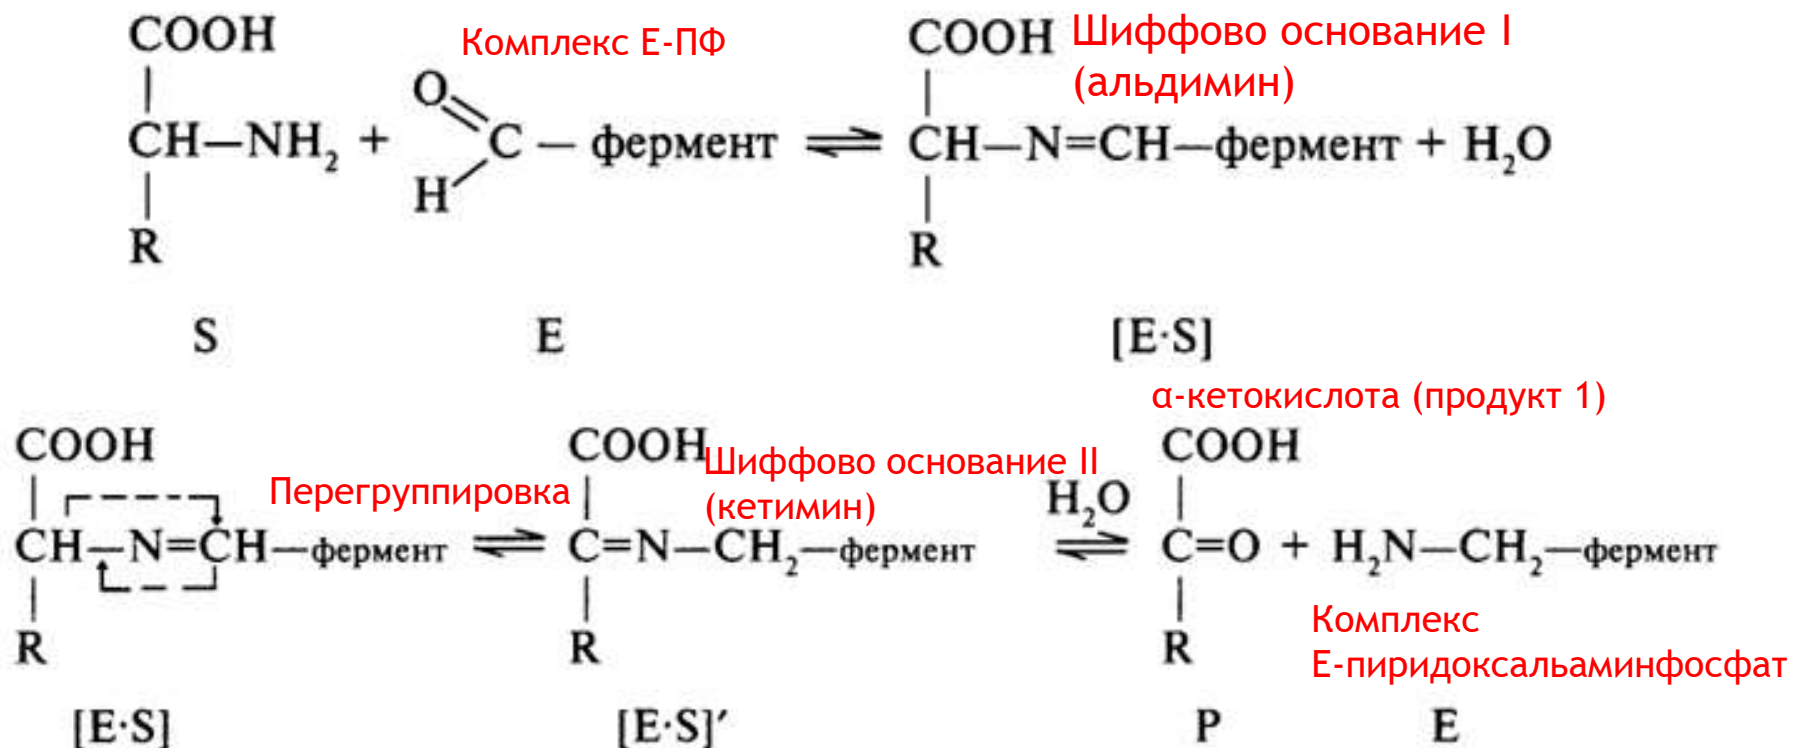 COOH Комплекс Е-ПФ COOH Шиффово основание I
(альдимин)
O
CH—NH₂ + C — фермент ⇌ CH—N=CH—фермент + H₂O
H
R R
S E [E·S]
α-кетокислота (продукт 1)
COOH COOH COOH
Шиффово основание II
Перегруппировка (кетимин) H₂O
CH—N=CH—фермент ⇌ C=N—CH₂—фермент ⇌ C=O + H₂N—CH₂—фермент
Комплекс
R R R
Е-пиридоксальаминфосфат
[E·S] [E·S]′ P E